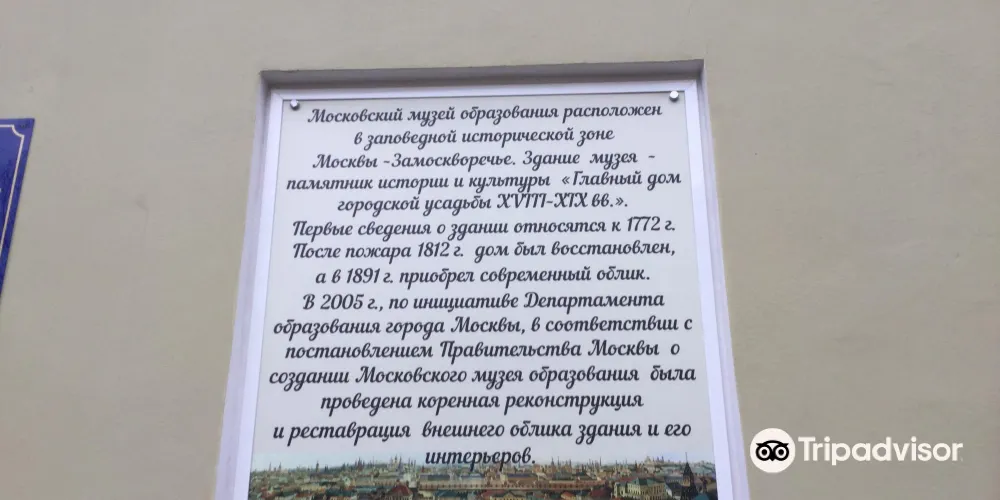 Московский музей образования расположен
в заповедной исторической зоне
Москвы -Замоскворечье. Здание музея -
памятник истории и культуры «Главный дом
городской усадьбы XVIII-XIX вв.».
Первые сведения о здании относятся к 1772 г.
После пожара 1812 г. дом был восстановлен,
а в 1891 г. приобрел современный облик.
В 2005 г., по инициативе Департамента
образования города Москвы, в соответствии с
постановлением Правительства Москвы о
создании Московского музея образования была
проведена коренная реконструкция
и реставрация внешнего облика здания и его
интерьеров.
Tripadvisor